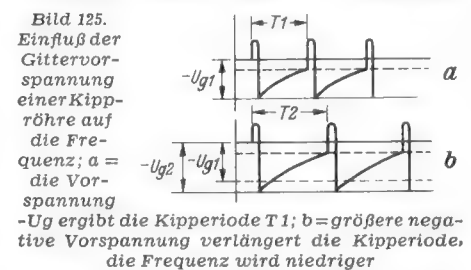 Bild 125.
Einfluß der
Gittervor-
spannung
einer Kipp-
röhre auf
die Fre-
quenz; a =
die Vor-
spannung
-Ug ergibt die Kipperiode T1; b = größere nega-
tive Vorspannung verlängert die Kipperiode,
die Frequenz wird niedriger
T1
-Ug1
a
T2
-Ug2
-Ug1
b